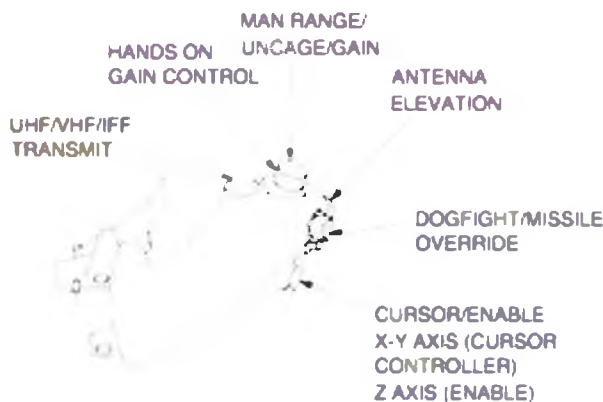 MAN RANGE/
UNCAGE/GAIN
HANDS ON
GAIN CONTROL
ANTENNA
ELEVATION
UHF/VHF/IFF
TRANSMIT
DOGFIGHT/MISSILE
OVERRIDE
CURSOR/ENABLE
X-Y AXIS (CURSOR
CONTROLLER)
Z AXIS (ENABLE)